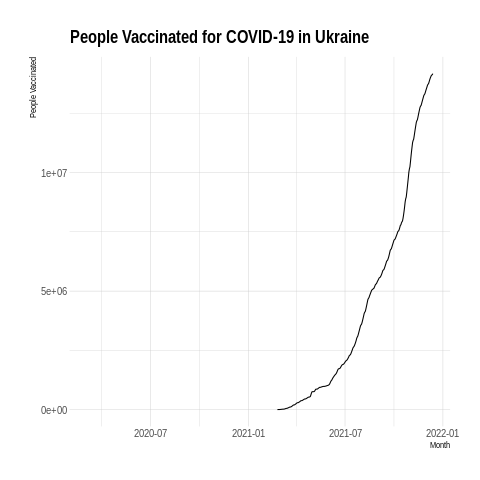 People Vaccinated for COVID-19 in Ukraine
People Vaccinated
1e+07
5e+06
0e+00
2020-07 2021-01 2021-07 2022-01
Month